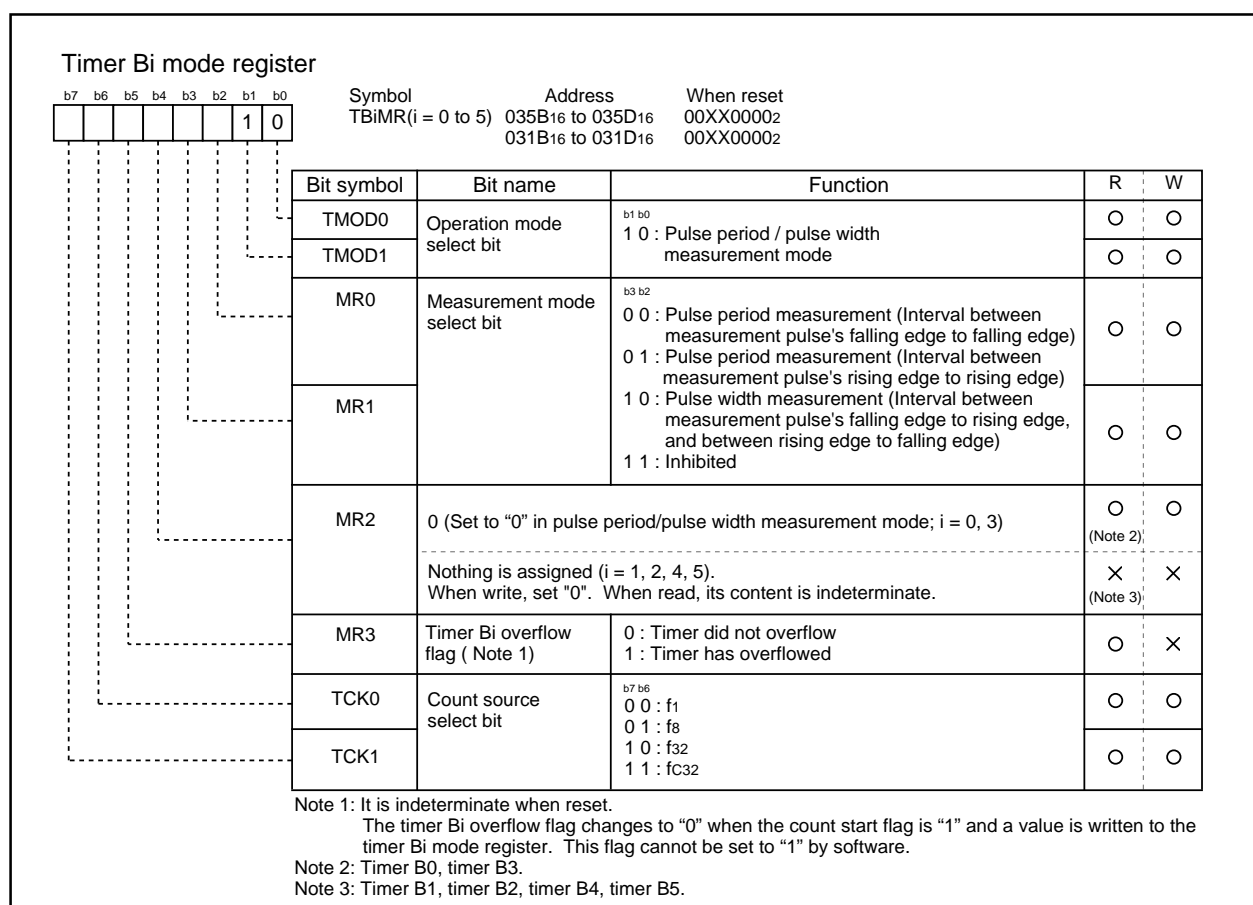 Timer Bi mode register
b7 b6 b5 b4 b3 b2 b1 b0
1 0
Symbol Address When reset
TBiMR(i = 0 to 5) 035B16 to 035D16 00XX00002
031B16 to 031D16 00XX00002
Bit symbol Bit name Function R W
TMOD0 Operation mode select bit
TMOD1
b1 b0
1 0 : Pulse period / pulse width
measurement mode
MR0 Measurement mode
select bit
b3 b2
0 0 : Pulse period measurement (Interval between
measurement pulse's falling edge to falling edge)
0 1 : Pulse period measurement (Interval between
measurement pulse's rising edge to rising edge)
MR1
1 0 : Pulse width measurement (Interval between
measurement pulse's falling edge to rising edge,
and between rising edge to falling edge)
1 1 : Inhibited
MR2 0 (Set to “0” in pulse period/pulse width measurement mode; i = 0, 3)
(Note 2)
Nothing is assigned (i = 1, 2, 4, 5).
When write, set "0". When read, its content is indeterminate.
(Note 3)
MR3 Timer Bi overflow
flag ( Note 1)
0 : Timer did not overflow
1 : Timer has overflowed
TCK0 Count source
select bit
TCK1
b7 b6
0 0 : f1
0 1 : f8
1 0 : f32
1 1 : fC32
Note 1: It is indeterminate when reset.
The timer Bi overflow flag changes to “0” when the count start flag is “1” and a value is written to the
timer Bi mode register. This flag cannot be set to “1” by software.
Note 2: Timer B0, timer B3.
Note 3: Timer B1, timer B2, timer B4, timer B5.